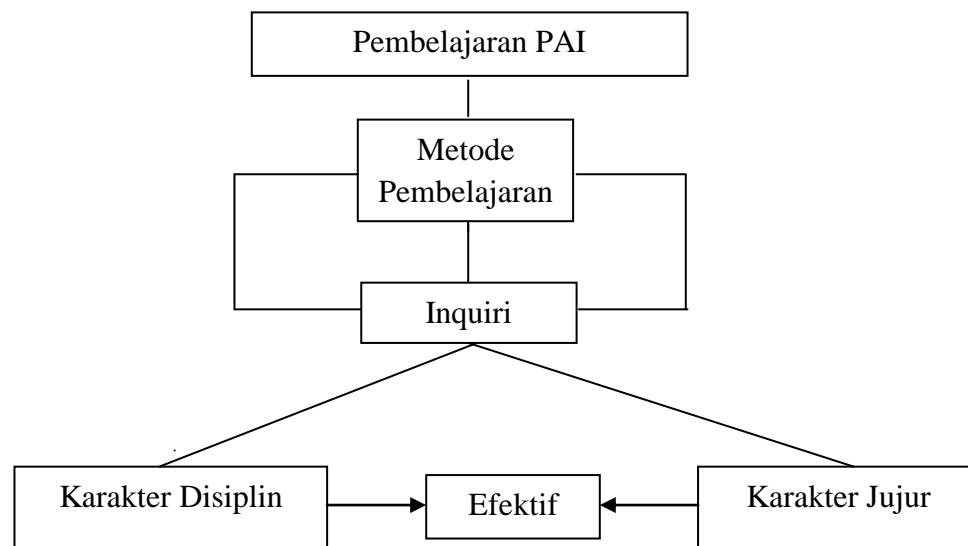 Pembelajaran PAI
Metode
Pembelajaran
Inquiri
Karakter Disiplin
Efektif
Karakter Jujur